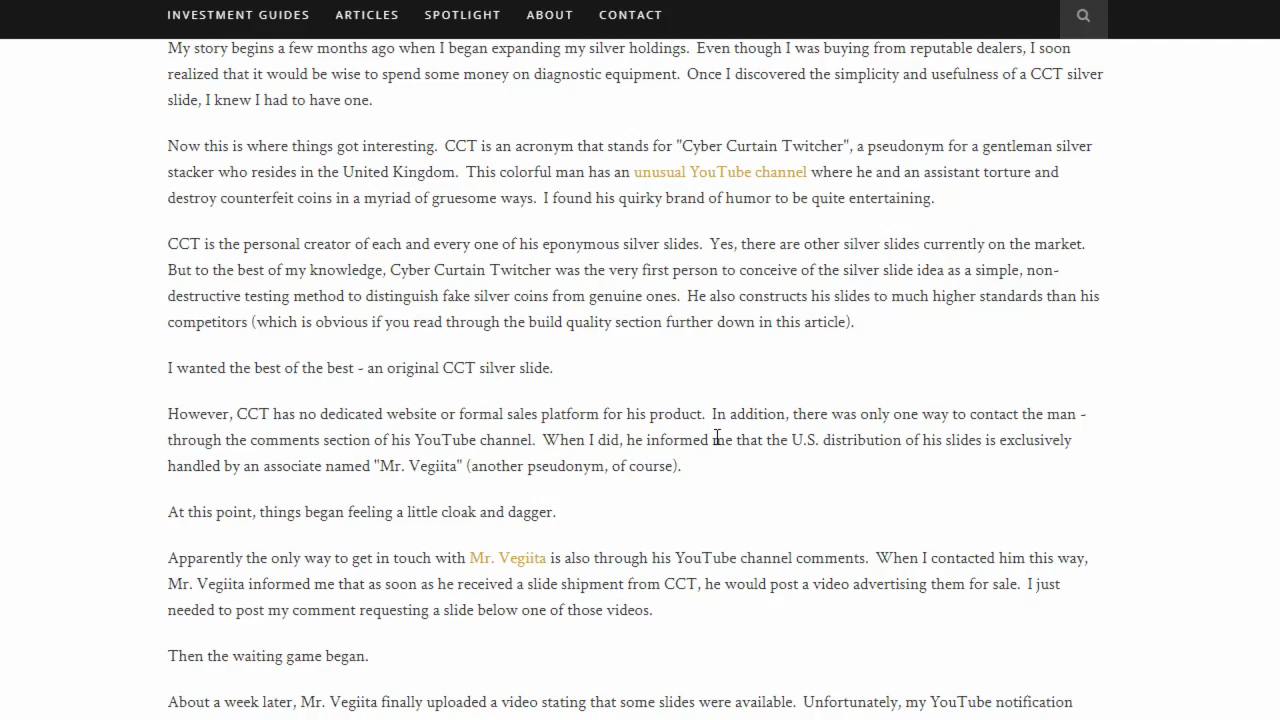 INVESTMENT GUIDES ARTICLES SPOTLIGHT ABOUT CONTACT
My story begins a few months ago when I began expanding my silver holdings. Even though I was buying from reputable dealers, I soon
realized that it would be wise to spend some money on diagnostic equipment. Once I discovered the simplicity and usefulness of a CCT silver
slide, I knew I had to have one.
Now this is where things got interesting. CCT is an acronym that stands for "Cyber Curtain Twitcher", a pseudonym for a gentleman silver
stacker who resides in the United Kingdom. This colorful man has an unusual YouTube channel where he and an assistant torture and
destroy counterfeit coins in a myriad of gruesome ways. I found his quirky brand of humor to be quite entertaining.
CCT is the personal creator of each and every one of his eponymous silver slides. Yes, there are other silver slides currently on the market.
But to the best of my knowledge, Cyber Curtain Twitcher was the very first person to conceive of the silver slide idea as a simple, non-
destructive testing method to distinguish fake silver coins from genuine ones. He also constructs his slides to much higher standards than his
competitors (which is obvious if you read through the build quality section further down in this article).
I wanted the best of the best - an original CCT silver slide.
However, CCT has no dedicated website or formal sales platform for his product. In addition, there was only one way to contact the man -
through the comments section of his YouTube channel. When I did, he informed me that the U.S. distribution of his slides is exclusively
handled by an associate named "Mr. Vegiita" (another pseudonym, of course).
At this point, things began feeling a little cloak and dagger.
Apparently the only way to get in touch with Mr. Vegiita is also through his YouTube channel comments. When I contacted him this way,
Mr. Vegiita informed me that as soon as he received a slide shipment from CCT, he would post a video advertising them for sale. I just
needed to post my comment requesting a slide below one of those videos.
Then the waiting game began.
About a week later, Mr. Vegiita finally uploaded a video stating that some slides were available. Unfortunately, my YouTube notification